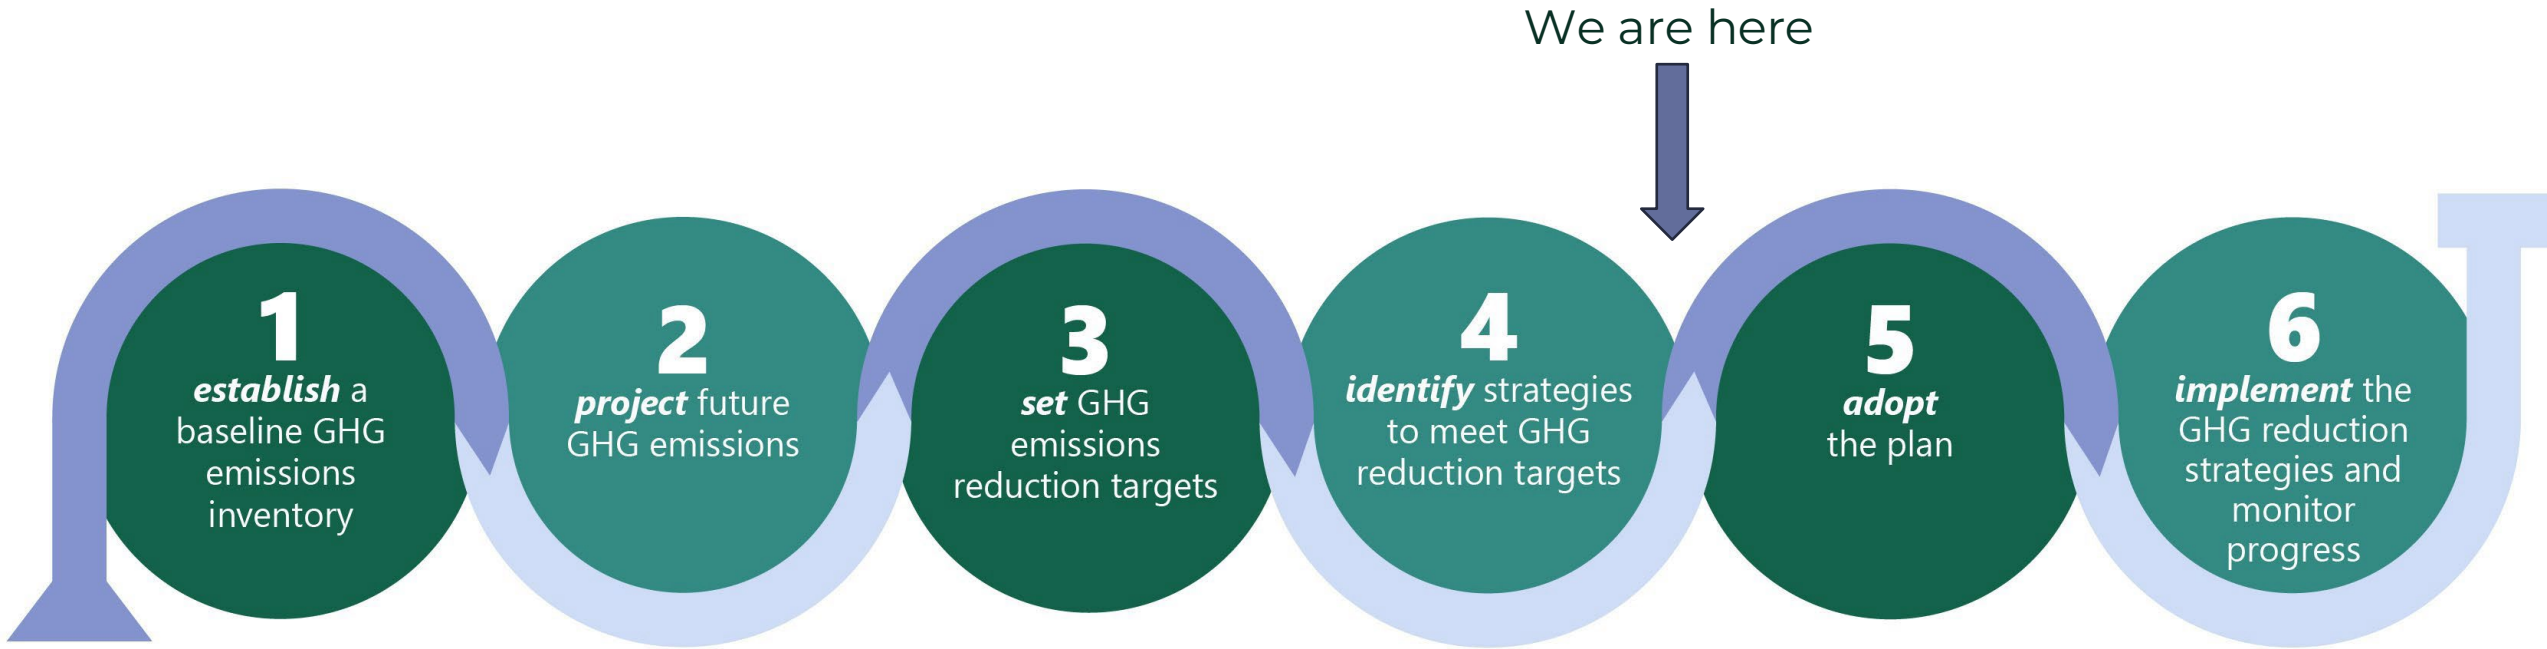 We are here
1
establish a
baseline GHG
emissions
inventory
2
project future
GHG emissions
3
set GHG
emissions
reduction targets
4
identify strategies
to meet GHG
reduction targets
5
adopt
the plan
6
implement the
GHG reduction
strategies and
monitor
progress